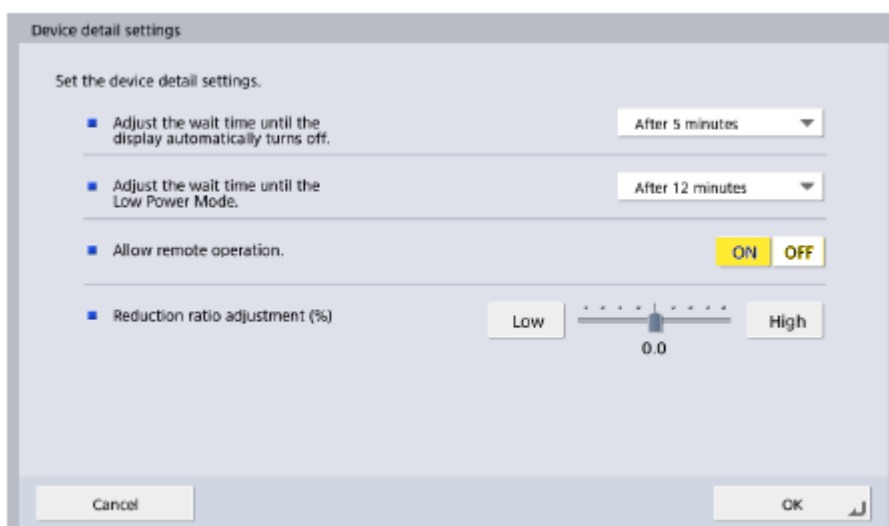 Device detail settings
Set the device detail settings.
Adjust the wait time until the
display automatically turns off.
After 5 minutes
Adjust the wait time until the
Low Power Mode.
After 12 minutes
Allow remote operation.
ON OFF
Reduction ratio adjustment (%)
Low
High
0.0
Cancel
OK